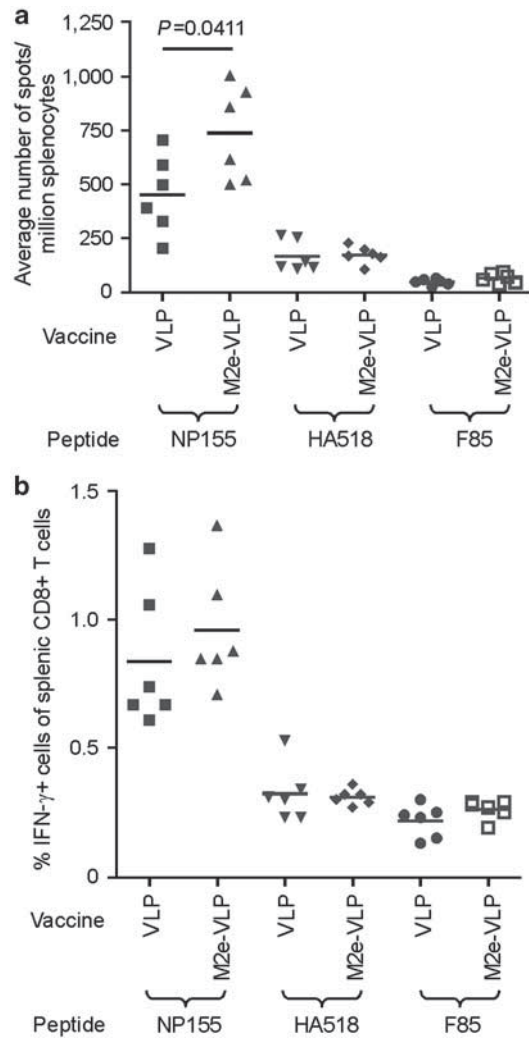 a
P=0.0411
Average number of spots/
million splenocytes
1,250
1,000
750
500
250
0
Vaccine
VLP
M2e-VLP
VLP
M2e-VLP
VLP
M2e-VLP
Peptide
NP155
HA518
F85
b
% IFN-γ+ cells of splenic CD8+ T cells
1.5
1.0
0.5
0
Vaccine
VLP
M2e-VLP
VLP
M2e-VLP
VLP
M2e-VLP
Peptide
NP155
HA518
F85